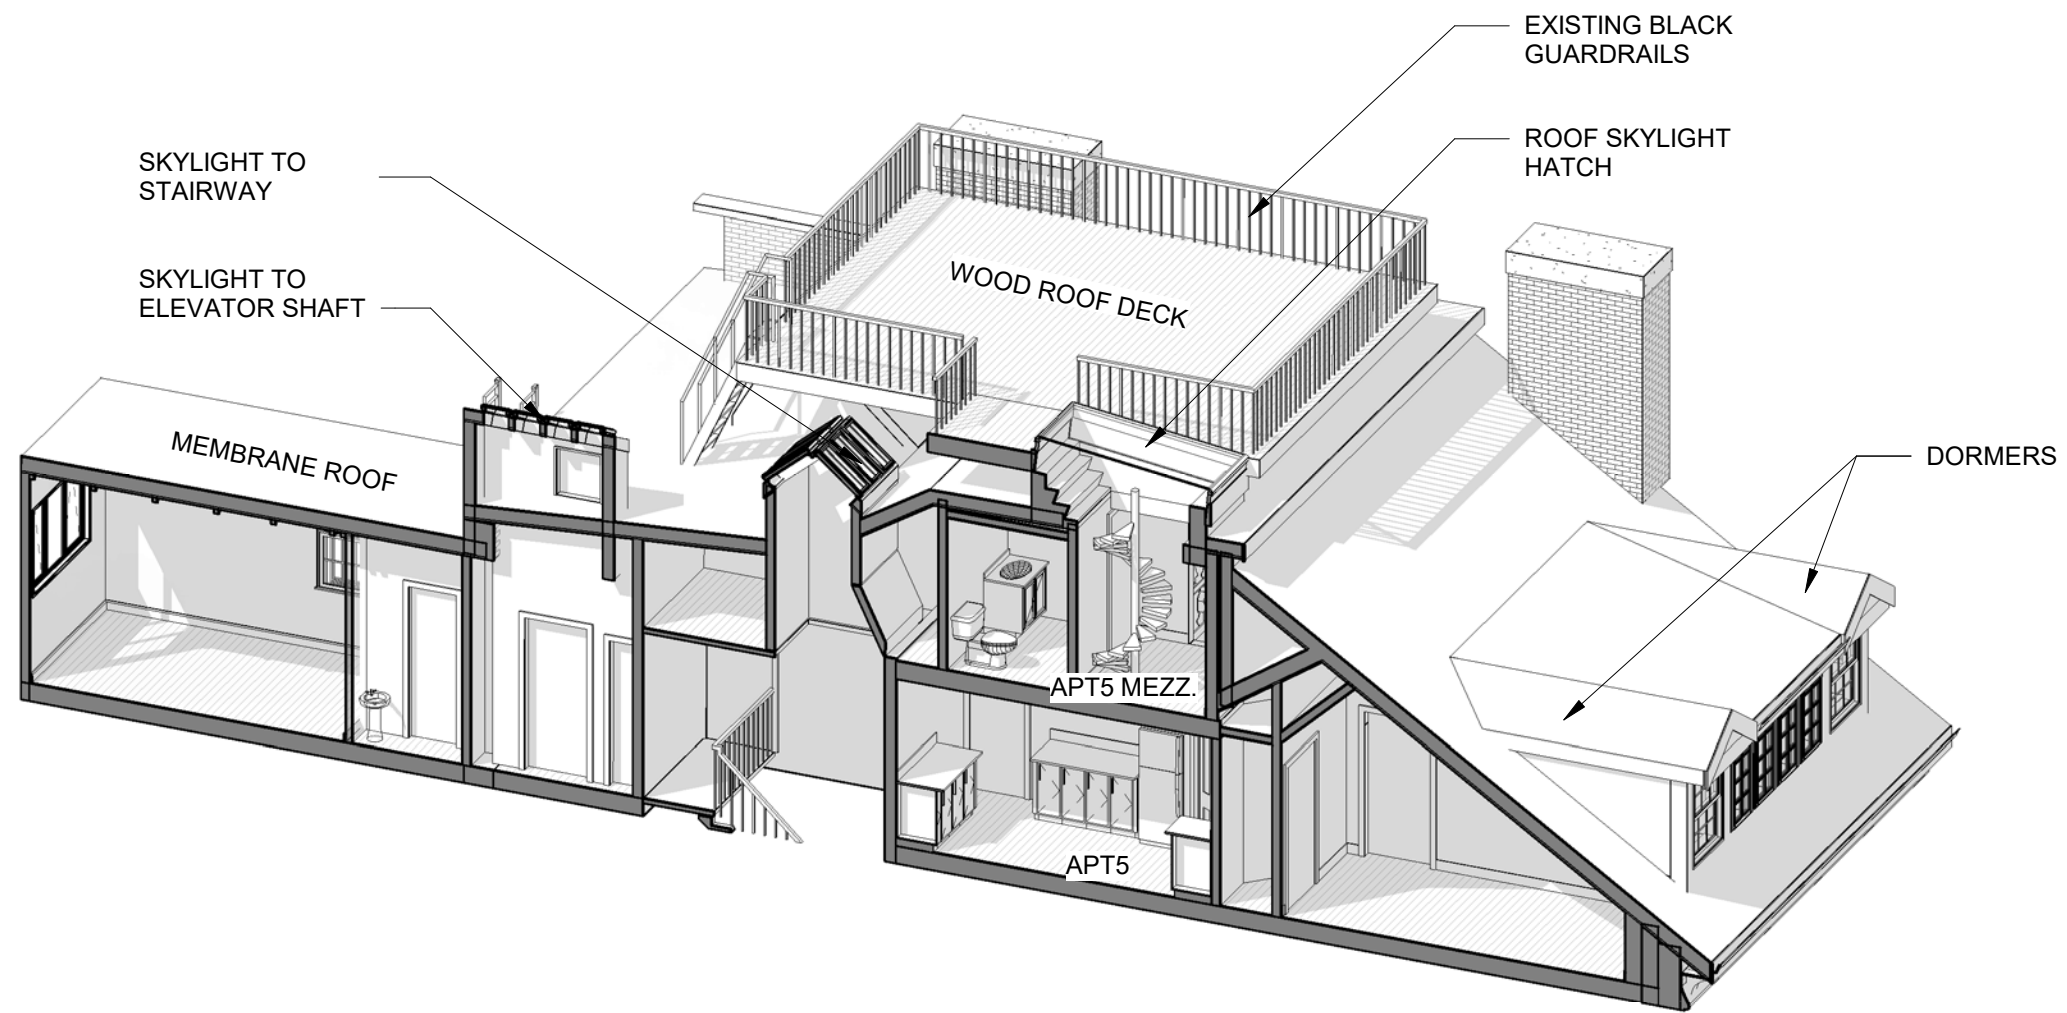 EXISTING BLACK
GUARDRAILS
ROOF SKYLIGHT
HATCH
SKYLIGHT TO
STAIRWAY
SKYLIGHT TO
ELEVATOR SHAFT
WOOD ROOF DECK
MEMBRANE ROOF
DORMERS
APT5 MEZZ.
APT5